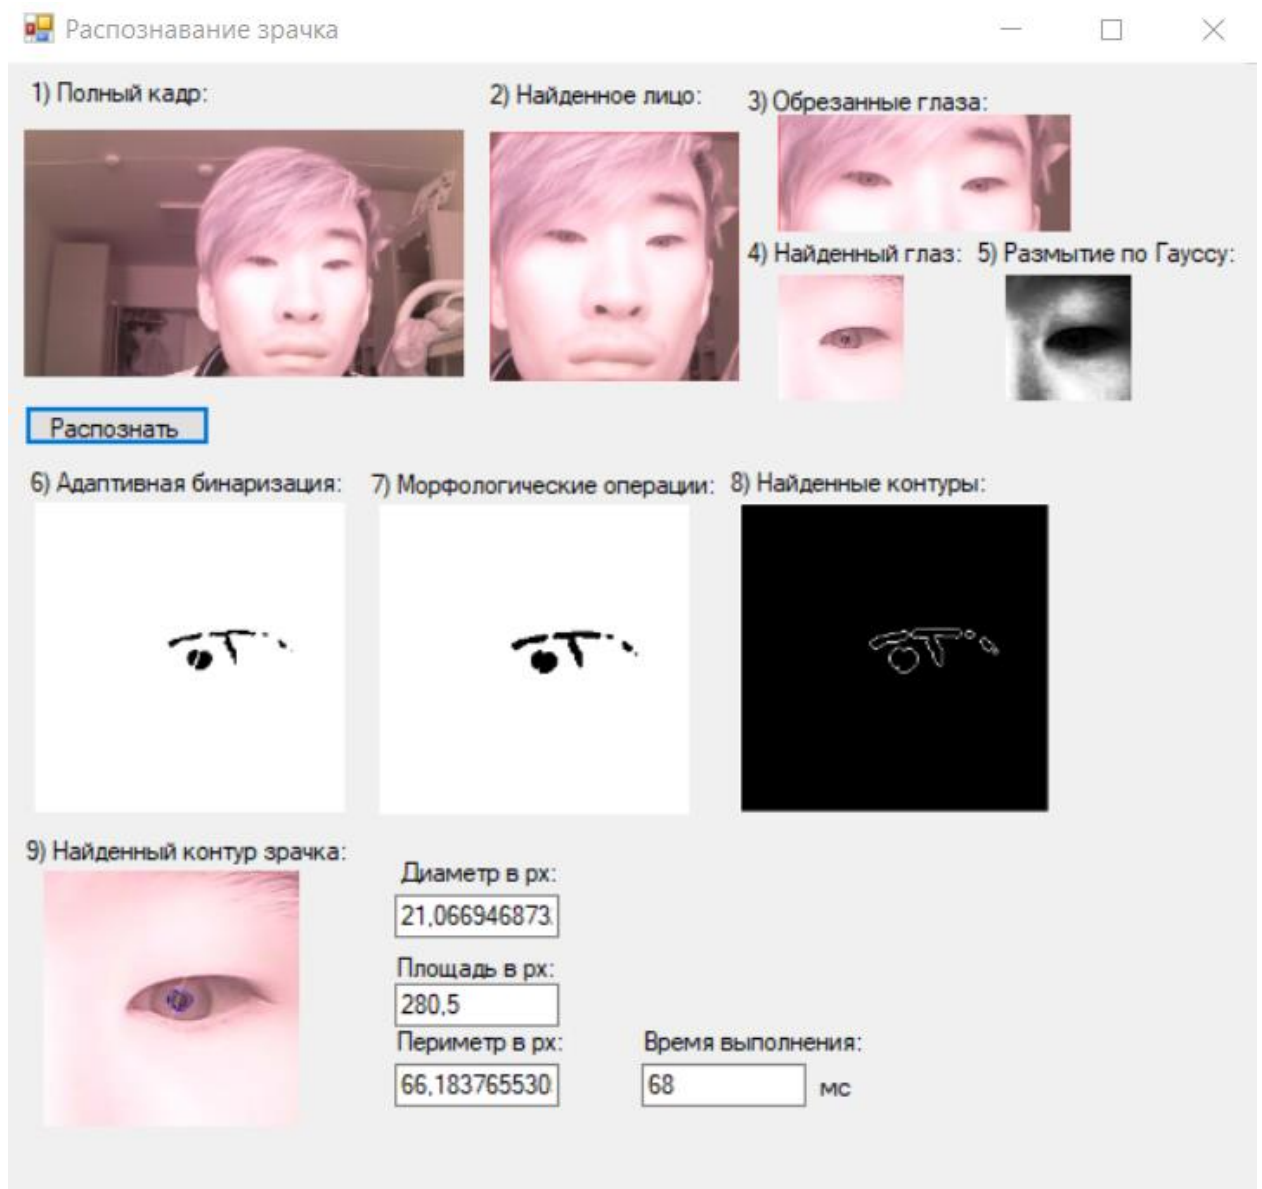 Распознавание зрачка
1) Полный кадр:
2) Найденное лицо:
3) Обрезанные глаза:
4) Найденный глаз:
5) Размытие по Гауссу:
Распознать
6) Адаптивная бинаризация:
7) Морфологические операции:
8) Найденные контуры:
9) Найденный контур зрачка:
Диаметр в px:
21,066946873
Площадь в px:
280,5
Периметр в px:
66,183765530
Время выполнения:
68 мс